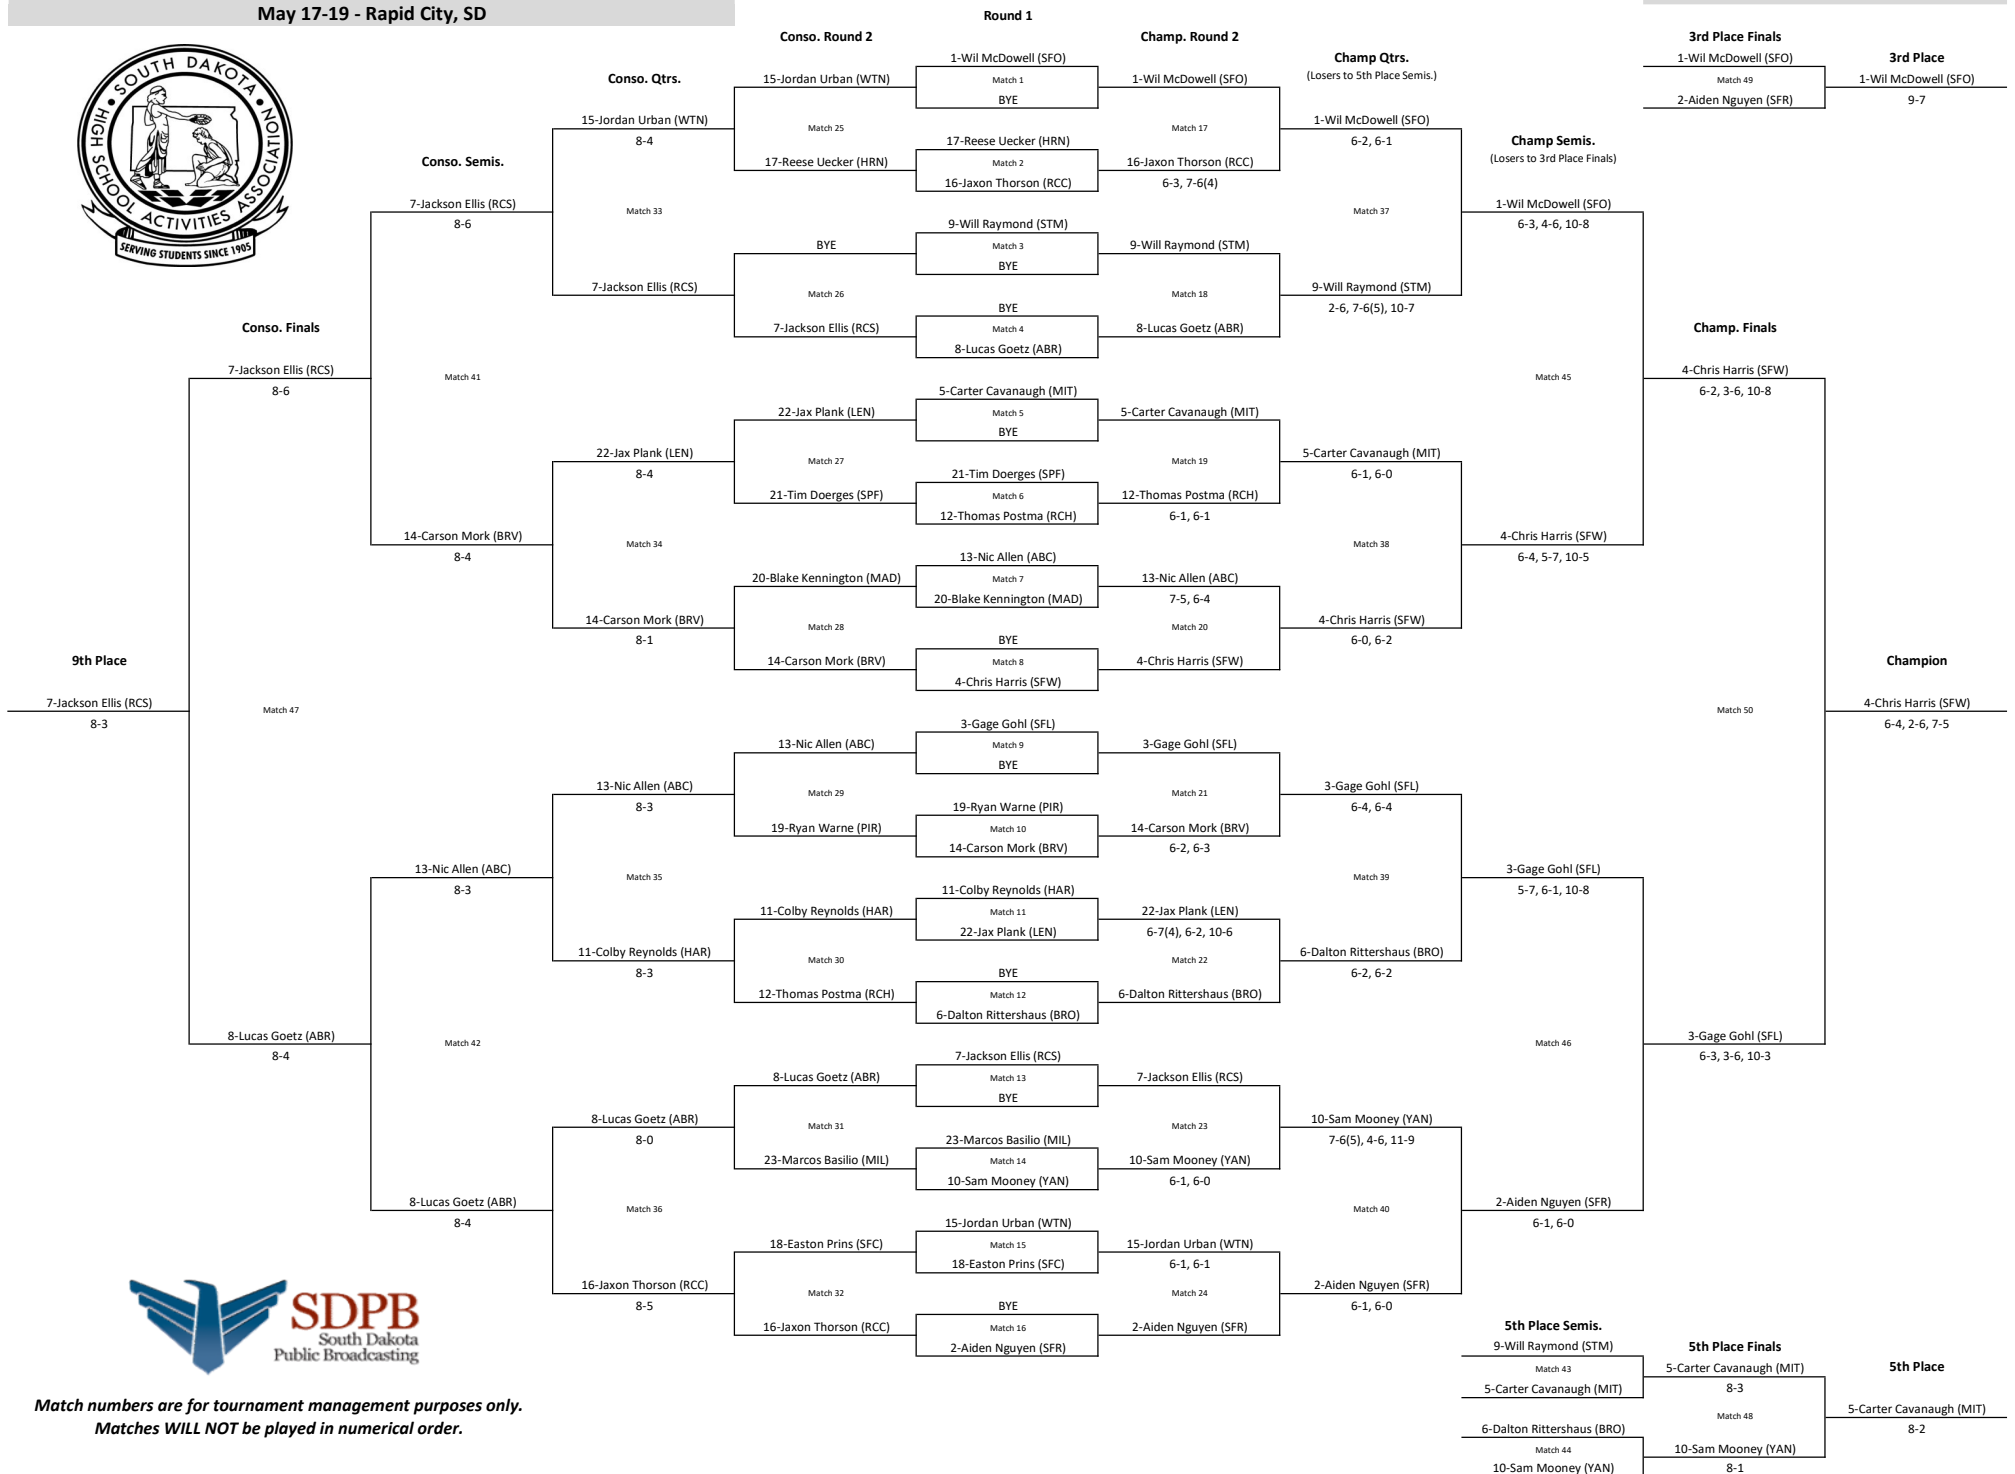 May 17-19 - Rapid City, SD
SOUTH DAKOTA HIGH SCHOOL ACTIVITIES ASSOCIATION
SERVING STUDENTS SINCE 1905
9th Place
7-Jackson Ellis (RCS)
8-3
Conso. Finals
7-Jackson Ellis (RCS)
8-6
Match 47
8-Lucas Goetz (ABR)
8-4
Conso. Semis.
7-Jackson Ellis (RCS)
8-6
Match 41
14-Carson Mork (BRV)
8-4
13-Nic Allen (ABC)
8-3
Match 42
8-Lucas Goetz (ABR)
8-4
Conso. Qtrs.
15-Jordan Urban (WTN)
8-4
Match 33
7-Jackson Ellis (RCS)
22-Jax Plank (LEN)
8-4
Match 34
14-Carson Mork (BRV)
8-1
13-Nic Allen (ABC)
8-3
Match 35
11-Colby Reynolds (HAR)
8-3
8-Lucas Goetz (ABR)
8-0
Match 36
16-Jaxon Thorson (RCC)
8-5
Conso. Round 2
15-Jordan Urban (WTN)
Match 25
17-Reese Uecker (HRN)
BYE
Match 26
7-Jackson Ellis (RCS)
22-Jax Plank (LEN)
Match 27
21-Tim Doerges (SPF)
20-Blake Kennington (MAD)
Match 28
14-Carson Mork (BRV)
13-Nic Allen (ABC)
Match 29
19-Ryan Warne (PIR)
11-Colby Reynolds (HAR)
Match 30
12-Thomas Postma (RCH)
8-Lucas Goetz (ABR)
Match 31
23-Marcos Basilio (MIL)
18-Easton Prins (SFC)
Match 32
16-Jaxon Thorson (RCC)
Round 1
1-Wil McDowell (SFO)
Match 1
BYE
17-Reese Uecker (HRN)
Match 2
16-Jaxon Thorson (RCC)
9-Will Raymond (STM)
Match 3
BYE
BYE
Match 4
8-Lucas Goetz (ABR)
5-Carter Cavanaugh (MIT)
Match 5
BYE
21-Tim Doerges (SPF)
Match 6
12-Thomas Postma (RCH)
13-Nic Allen (ABC)
Match 7
20-Blake Kennington (MAD)
BYE
Match 8
4-Chris Harris (SFW)
3-Gage Gohl (SFL)
Match 9
BYE
19-Ryan Warne (PIR)
Match 10
14-Carson Mork (BRV)
11-Colby Reynolds (HAR)
Match 11
22-Jax Plank (LEN)
BYE
Match 12
6-Dalton Rittershaus (BRO)
7-Jackson Ellis (RCS)
Match 13
BYE
23-Marcos Basilio (MIL)
Match 14
10-Sam Mooney (YAN)
15-Jordan Urban (WTN)
Match 15
18-Easton Prins (SFC)
BYE
Match 16
2-Aiden Nguyen (SFR)
Champ. Round 2
1-Wil McDowell (SFO)
Match 17
16-Jaxon Thorson (RCC)
6-3, 7-6(4)
9-Will Raymond (STM)
Match 18
8-Lucas Goetz (ABR)
5-Carter Cavanaugh (MIT)
Match 19
12-Thomas Postma (RCH)
6-1, 6-1
13-Nic Allen (ABC)
7-5, 6-4
Match 20
4-Chris Harris (SFW)
3-Gage Gohl (SFL)
Match 21
14-Carson Mork (BRV)
6-2, 6-3
22-Jax Plank (LEN)
6-7(4), 6-2, 10-6
Match 22
6-Dalton Rittershaus (BRO)
7-Jackson Ellis (RCS)
Match 23
10-Sam Mooney (YAN)
6-1, 6-0
15-Jordan Urban (WTN)
6-1, 6-1
Match 24
2-Aiden Nguyen (SFR)
Champ Qtrs.
(Losers to 5th Place Semis.)
1-Wil McDowell (SFO)
6-2, 6-1
Match 37
9-Will Raymond (STM)
2-6, 7-6(5), 10-7
5-Carter Cavanaugh (MIT)
6-1, 6-0
Match 38
4-Chris Harris (SFW)
6-0, 6-2
3-Gage Gohl (SFL)
6-4, 6-4
Match 39
6-Dalton Rittershaus (BRO)
6-2, 6-2
10-Sam Mooney (YAN)
7-6(5), 4-6, 11-9
Match 40
2-Aiden Nguyen (SFR)
6-1, 6-0
Champ Semis.
(Losers to 3rd Place Finals)
1-Wil McDowell (SFO)
6-3, 4-6, 10-8
Match 45
4-Chris Harris (SFW)
6-4, 5-7, 10-5
3-Gage Gohl (SFL)
5-7, 6-1, 10-8
Match 46
2-Aiden Nguyen (SFR)
6-1, 6-0
Champ. Finals
4-Chris Harris (SFW)
6-2, 3-6, 10-8
Match 50
3-Gage Gohl (SFL)
6-3, 3-6, 10-3
Champion
4-Chris Harris (SFW)
6-4, 2-6, 7-5
3rd Place Finals
1-Wil McDowell (SFO)
Match 49
2-Aiden Nguyen (SFR)
3rd Place
1-Wil McDowell (SFO)
9-7
5th Place Semis.
9-Will Raymond (STM)
Match 43
5-Carter Cavanaugh (MIT)
6-Dalton Rittershaus (BRO)
Match 44
10-Sam Mooney (YAN)
5th Place Finals
5-Carter Cavanaugh (MIT)
8-3
Match 48
10-Sam Mooney (YAN)
8-1
5th Place
5-Carter Cavanaugh (MIT)
8-2
SDPB
South Dakota
Public Broadcasting
Match numbers are for tournament management purposes only.
Matches WILL NOT be played in numerical order.